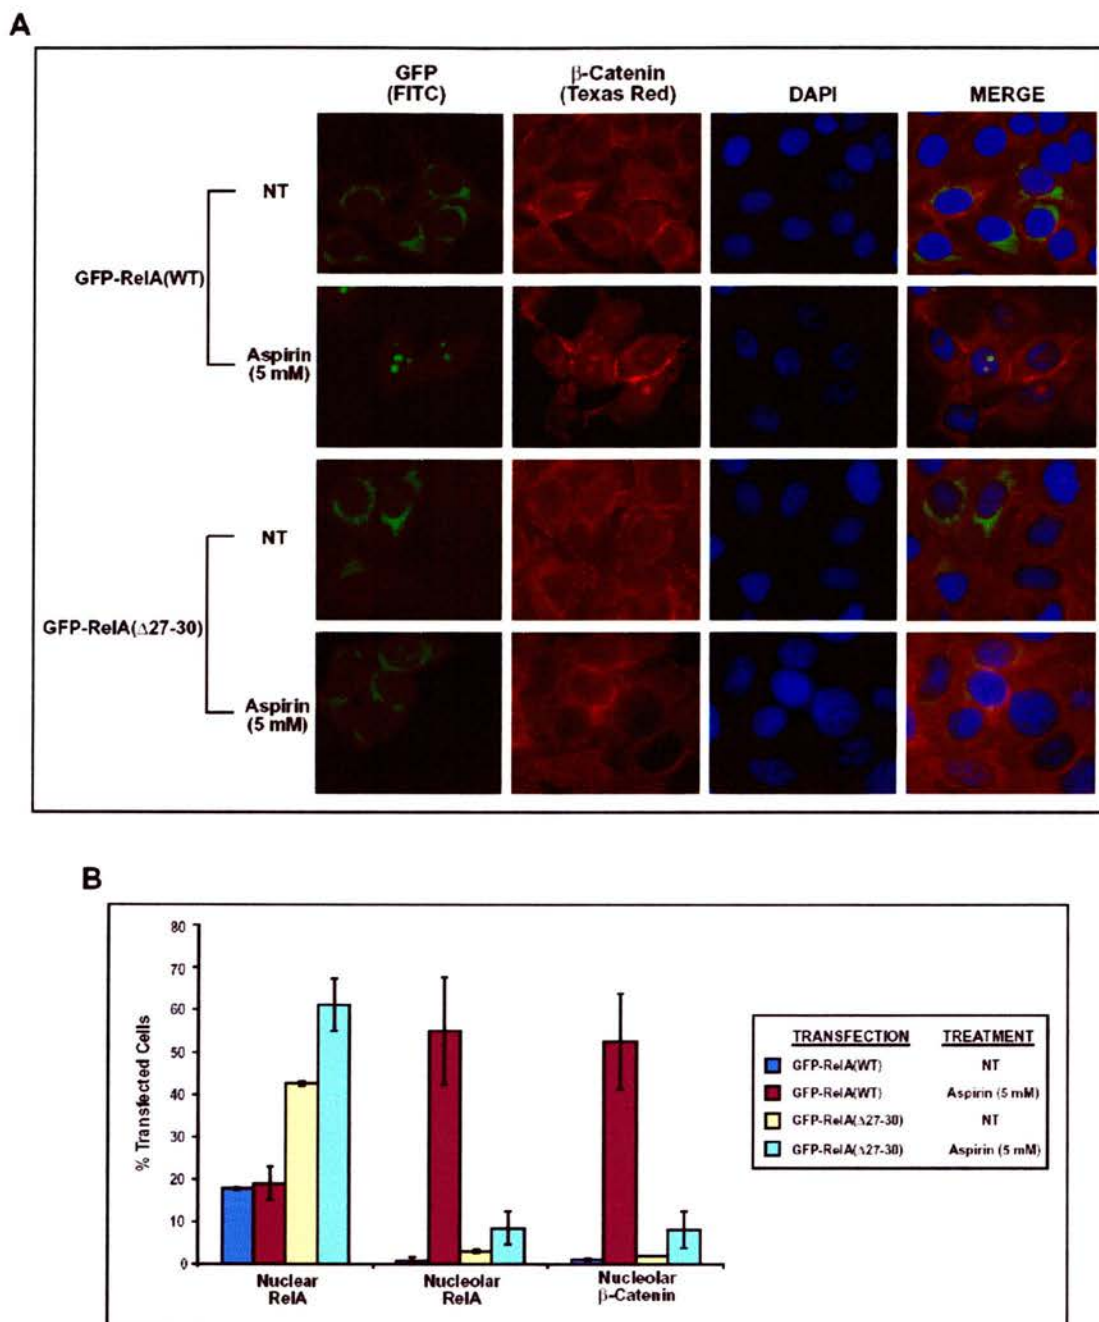 A
GFP
(FITC)
β-Catenin
(Texas Red)
DAPI
MERGE
NT
GFP-RelA(WT)
Aspirin
(5 mM)
NT
GFP-RelA(Δ27-30)
Aspirin
(5 mM)
B
% Transfected Cells
80
70
60
50
40
30
20
10
0
Nuclear
RelA
Nucleolar
RelA
Nucleolar
β-Catenin
TRANSFECTION TREATMENT
GFP-RelA(WT) NT
GFP-RelA(WT) Aspirin (5 mM)
GFP-RelA(Δ27-30) NT
GFP-RelA(Δ27-30) Aspirin (5 mM)